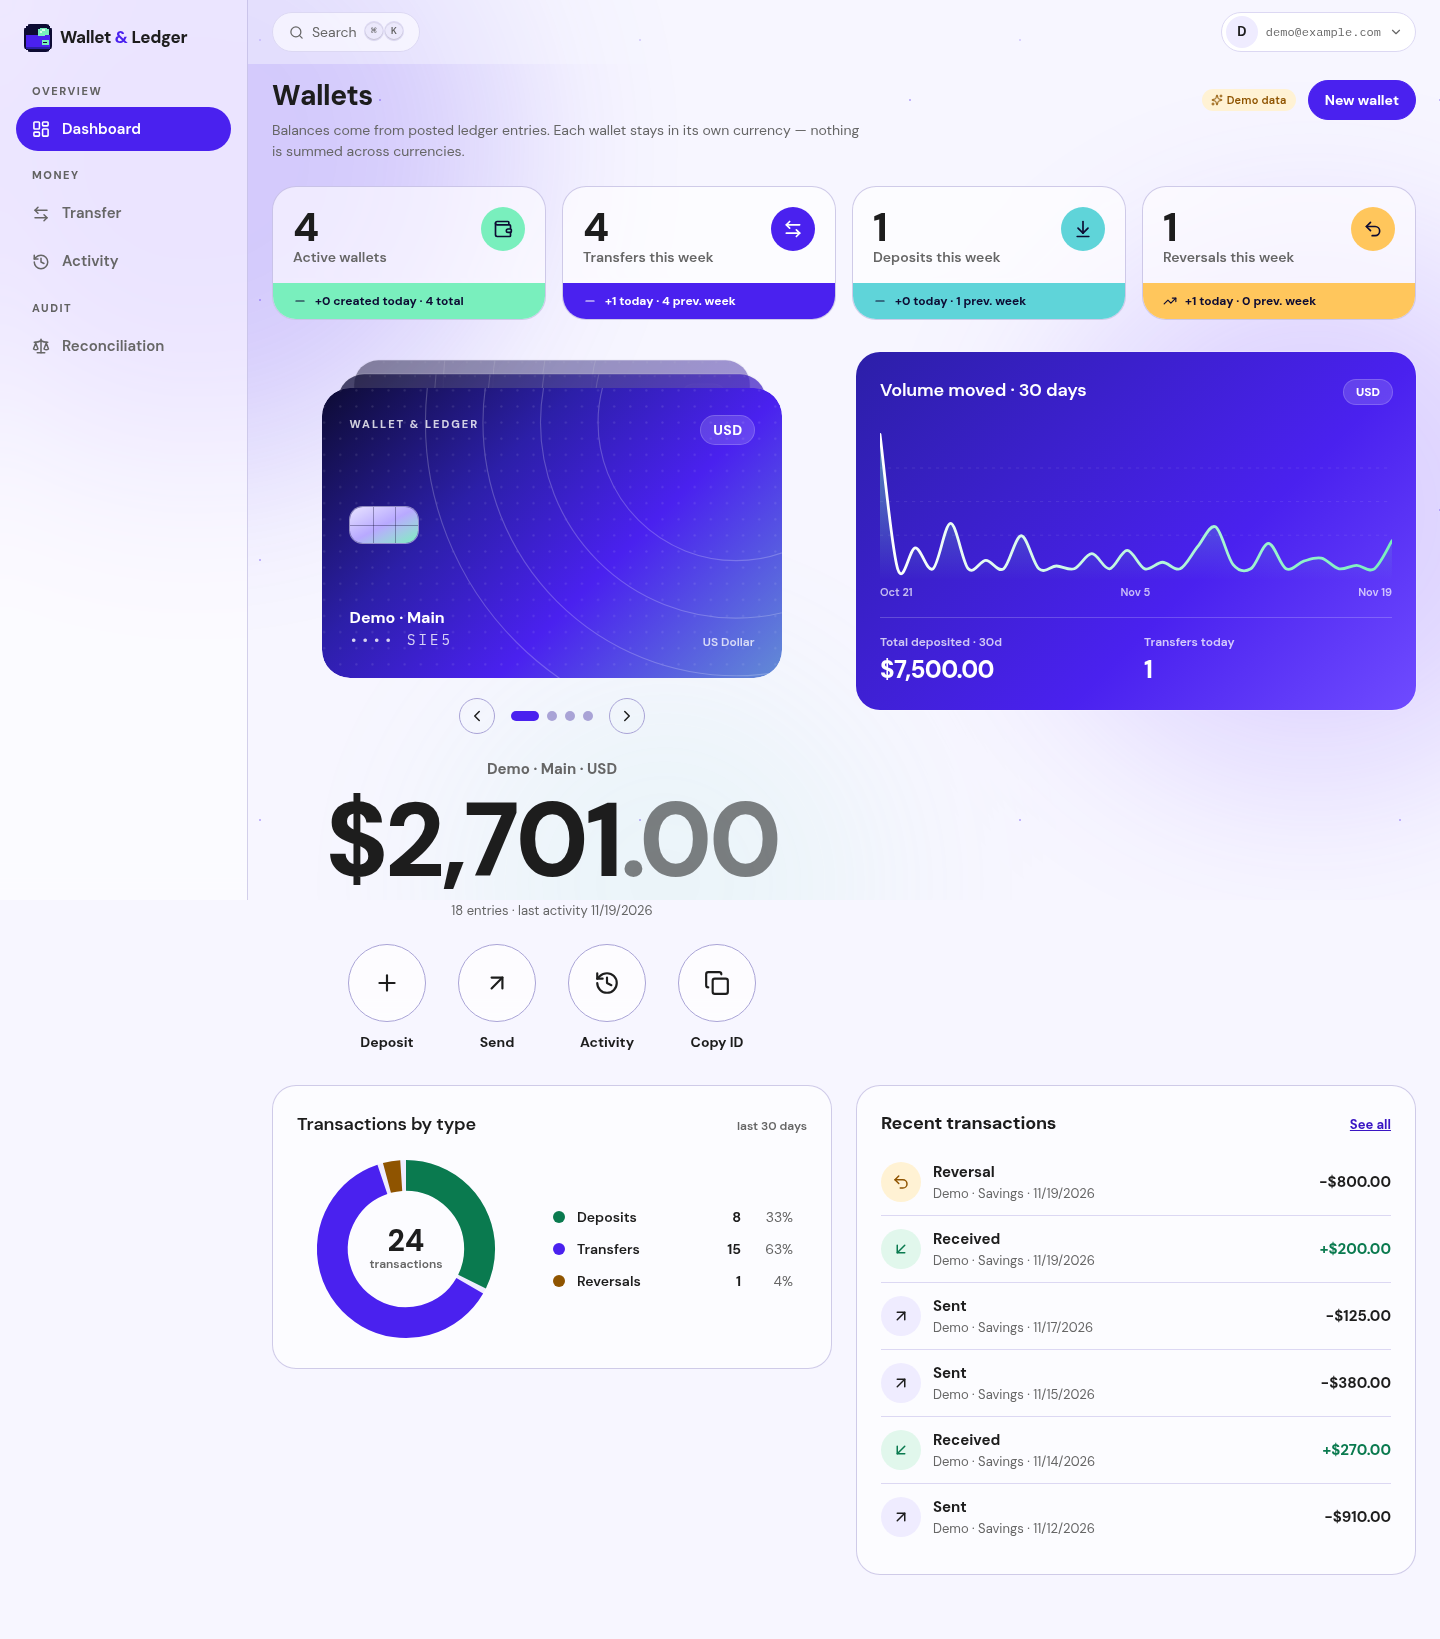 Wallet & Ledger
OVERVIEW
Dashboard
MONEY
Transfer
Activity
AUDIT
Reconciliation
Search ⌘ K
D demo@example.com
Wallets
Balances come from posted ledger entries. Each wallet stays in its own currency — nothing
is summed across currencies.
Demo data
New wallet
4
Active wallets
+0 created today · 4 total
4
Transfers this week
+1 today · 4 prev. week
1
Deposits this week
+0 today · 1 prev. week
1
Reversals this week
+1 today · 0 prev. week
WALLET & LEDGER
USD
Demo · Main
•••• SIE5
US Dollar
Volume moved · 30 days
USD
Oct 21 Nov 5 Nov 19
Total deposited · 30d
$7,500.00
Transfers today
1
Demo · Main · USD
$2,701.00
18 entries · last activity 11/19/2026
Deposit
Send
Activity
Copy ID
Transactions by type
last 30 days
24
transactions
Deposits 8 33%
Transfers 15 63%
Reversals 1 4%
Recent transactions
See all
Reversal
Demo · Savings · 11/19/2026
-$800.00
Received
Demo · Savings · 11/19/2026
+$200.00
Sent
Demo · Savings · 11/17/2026
-$125.00
Sent
Demo · Savings · 11/15/2026
-$380.00
Received
Demo · Savings · 11/14/2026
+$270.00
Sent
Demo · Savings · 11/12/2026
-$910.00